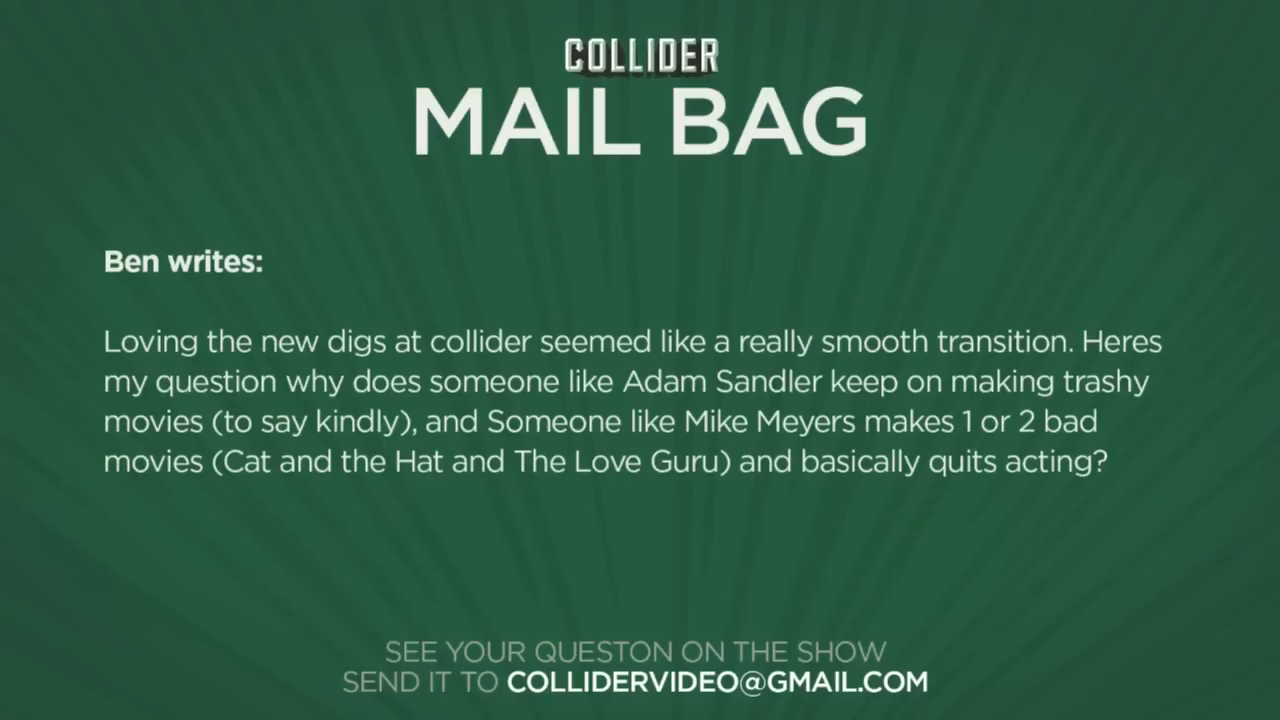 COLLIDER
MAIL BAG
Ben writes:
Loving the new digs at collider seemed like a really smooth transition. Heres
my question why does someone like Adam Sandler keep on making trashy
movies (to say kindly), and Someone like Mike Meyers makes 1 or 2 bad
movies (Cat and the Hat and The Love Guru) and basically quits acting?
SEE YOUR QUESTON ON THE SHOW
SEND IT TO COLLIDERVIDEO@GMAIL.COM